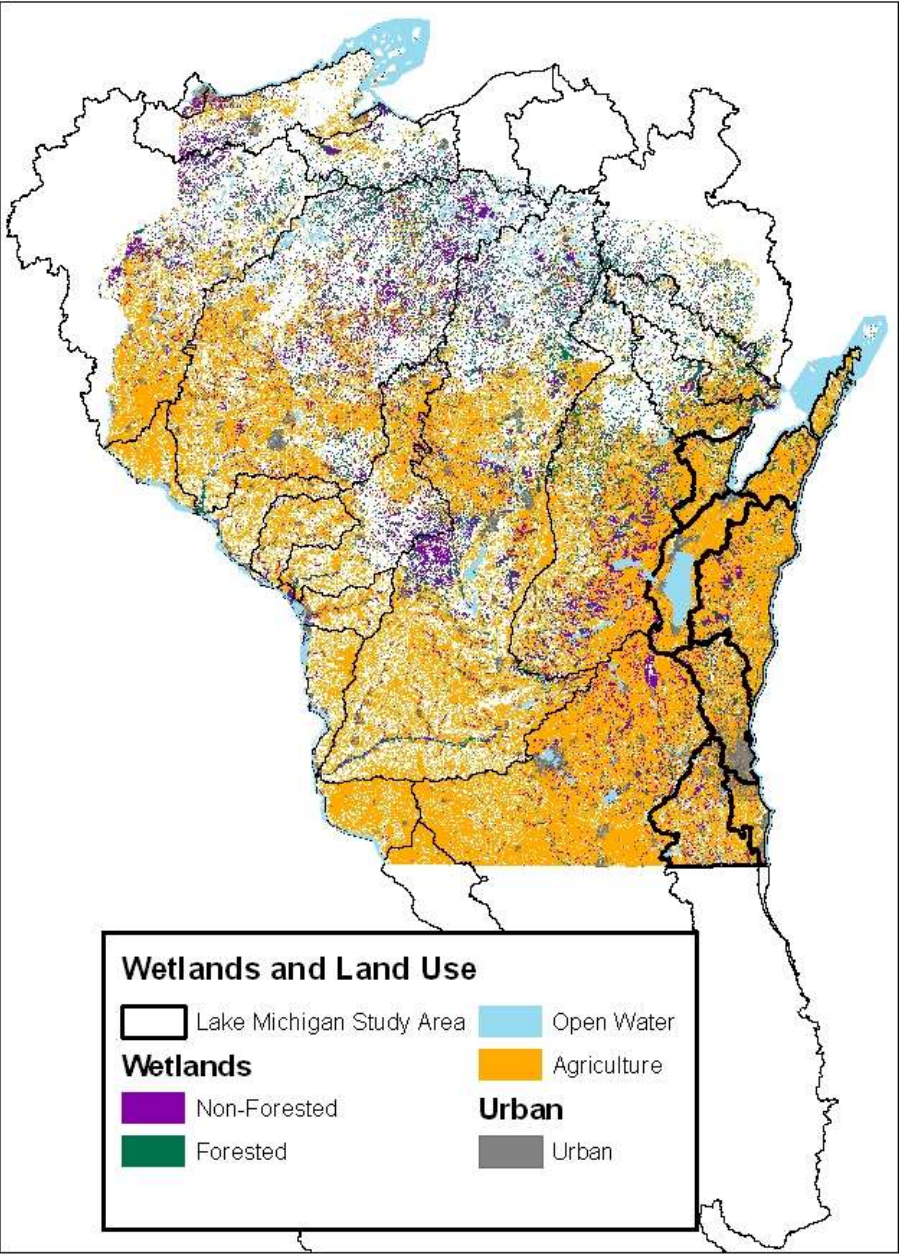 Wetlands and Land Use
Lake Michigan Study Area
Wetlands
Non-Forested
Forested
Open Water
Agriculture
Urban
Urban